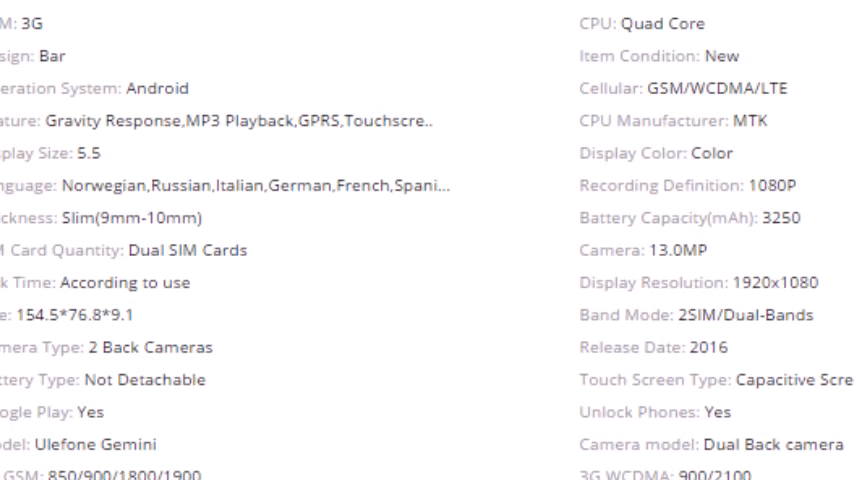 M: 3G
sign: Bar
eration System: Android
ature: Gravity Response,MP3 Playback,GPRS,Touchscre..
splay Size: 5.5
nguage: Norwegian,Russian,Italian,German,French,Spani...
ickness: Slim(9mm-10mm)
M Card Quantity: Dual SIM Cards
k Time: According to use
e: 154.5*76.8*9.1
mera Type: 2 Back Cameras
ttery Type: Not Detachable
ogle Play: Yes
odel: Ulefone Gemini
GSM: 850/900/1800/1900
CPU: Quad Core
Item Condition: New
Cellular: GSM/WCDMA/LTE
CPU Manufacturer: MTK
Display Color: Color
Recording Definition: 1080P
Battery Capacity(mAh): 3250
Camera: 13.0MP
Display Resolution: 1920x1080
Band Mode: 2SIM/Dual-Bands
Release Date: 2016
Touch Screen Type: Capacitive Scre
Unlock Phones: Yes
Camera model: Dual Back camera
3G WCDMA: 900/2100